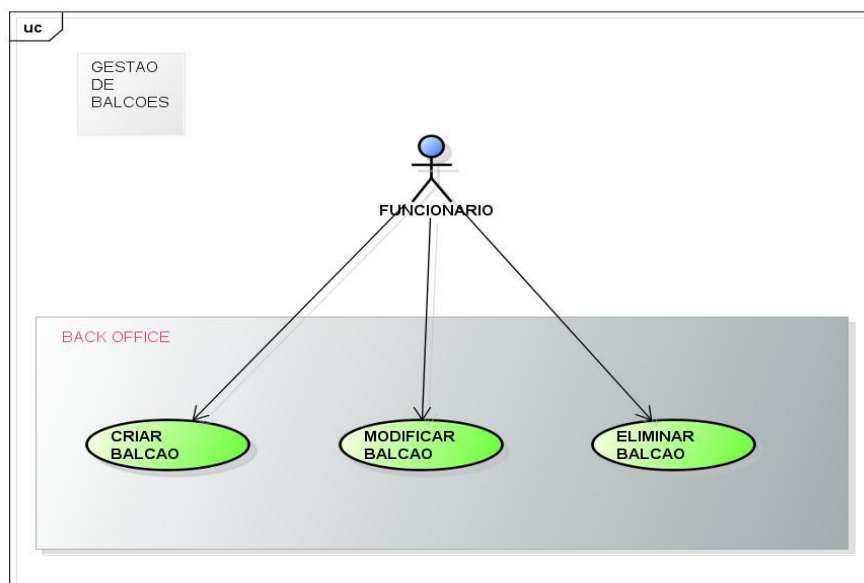 uc
GESTAO
DE
BALCOES
FUNCIONARIO
BACK OFFICE
CRIAR
BALCAO
MODIFICAR
BALCAO
ELIMINAR
BALCAO